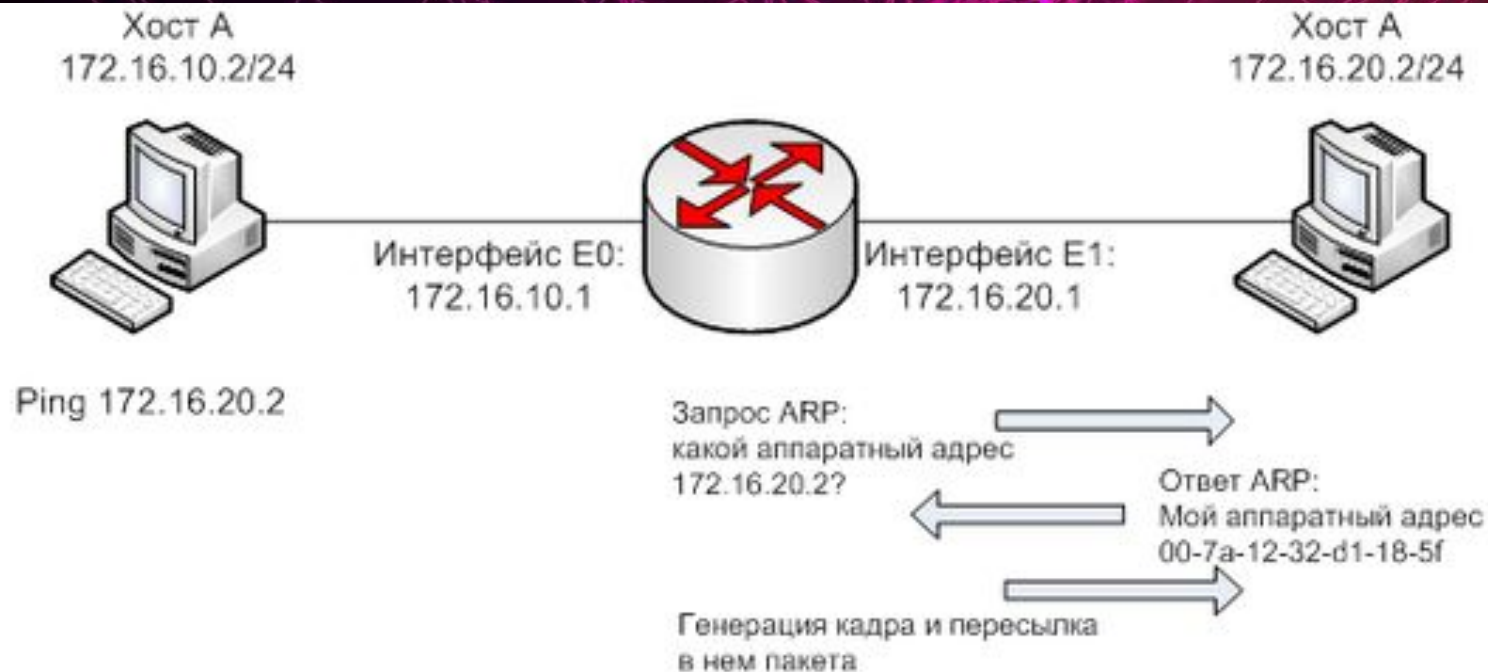 Хост А
172.16.10.2/24
Хост А
172.16.20.2/24
Интерфейс E0:
172.16.10.1
Интерфейс E1:
172.16.20.1
Ping 172.16.20.2
Запрос ARP:
какой аппаратный адрес
172.16.20.2?
Ответ ARP:
Мой аппаратный адрес
00-7a-12-32-d1-18-5f
Генерация кадра и пересылка
в нем пакета